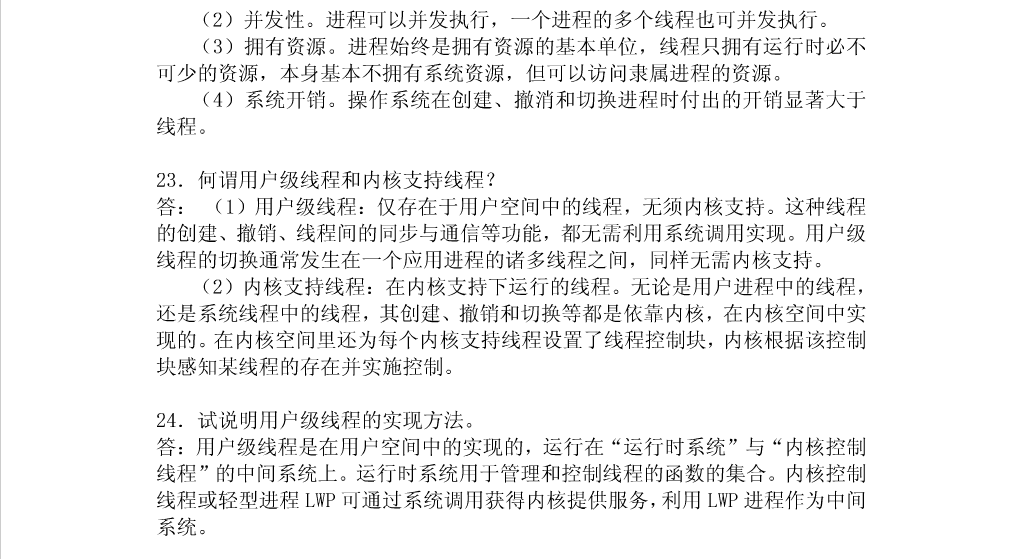 （2）并发性。进程可以并发执行，一个进程的多个线程也可并发执行。
（3）拥有资源。进程始终是拥有资源的基本单位，线程只拥有运行时必不
可少的资源，本身基本不拥有系统资源，但可以访问隶属进程的资源。
（4）系统开销。操作系统在创建、撤消和切换进程时付出的开销显著大于
线程。
23．何谓用户级线程和内核支持线程？
答： （1）用户级线程：仅存在于用户空间中的线程，无须内核支持。这种线程
的创建、撤销、线程间的同步与通信等功能，都无需利用系统调用实现。用户级
线程的切换通常发生在一个应用进程的诸多线程之间，同样无需内核支持。
（2）内核支持线程：在内核支持下运行的线程。无论是用户进程中的线程，
还是系统线程中的线程，其创建、撤销和切换等都是依靠内核，在内核空间中实
现的。在内核空间里还为每个内核支持线程设置了线程控制块，内核根据该控制
块感知某线程的存在并实施控制。
24．试说明用户级线程的实现方法。
答：用户级线程是在用户空间中的实现的，运行在“运行时系统”与“内核控制
线程”的中间系统上。运行时系统用于管理和控制线程的函数的集合。内核控制
线程或轻型进程 LWP 可通过系统调用获得内核提供服务，利用 LWP 进程作为中间
系统。